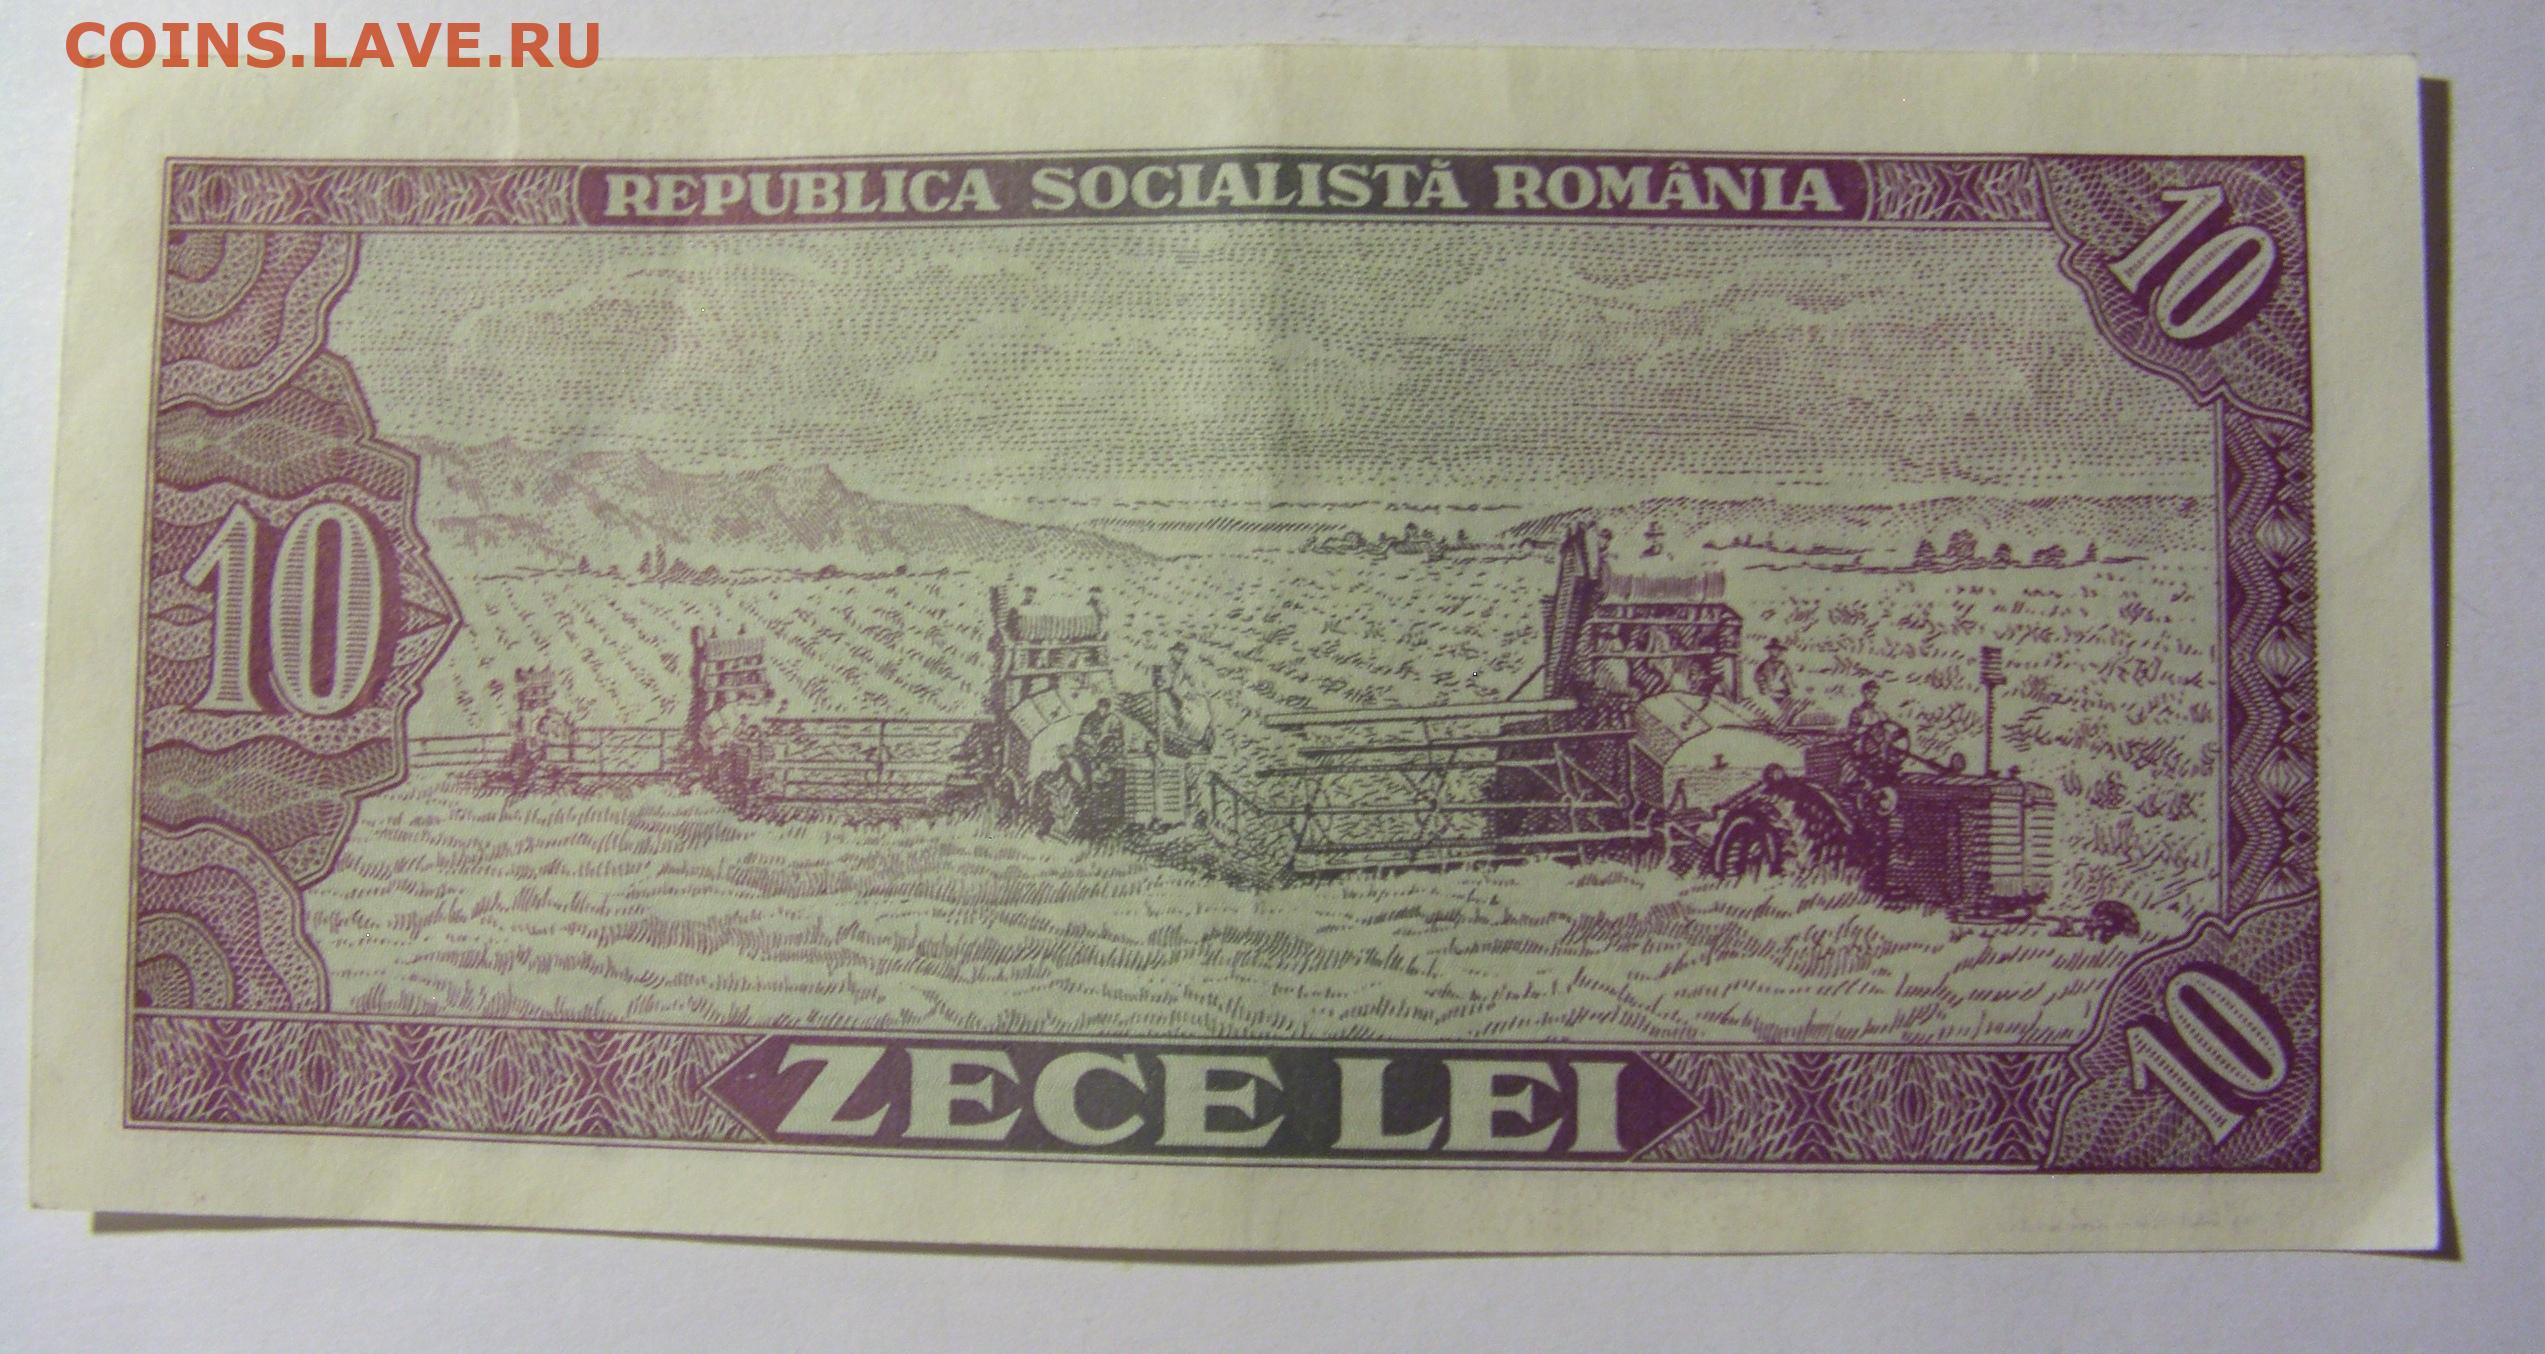 COINS.LAVE.RU
REPUBLICA SOCIALISTĂ ROMÂNIA
10
10
ZECE LEI
10